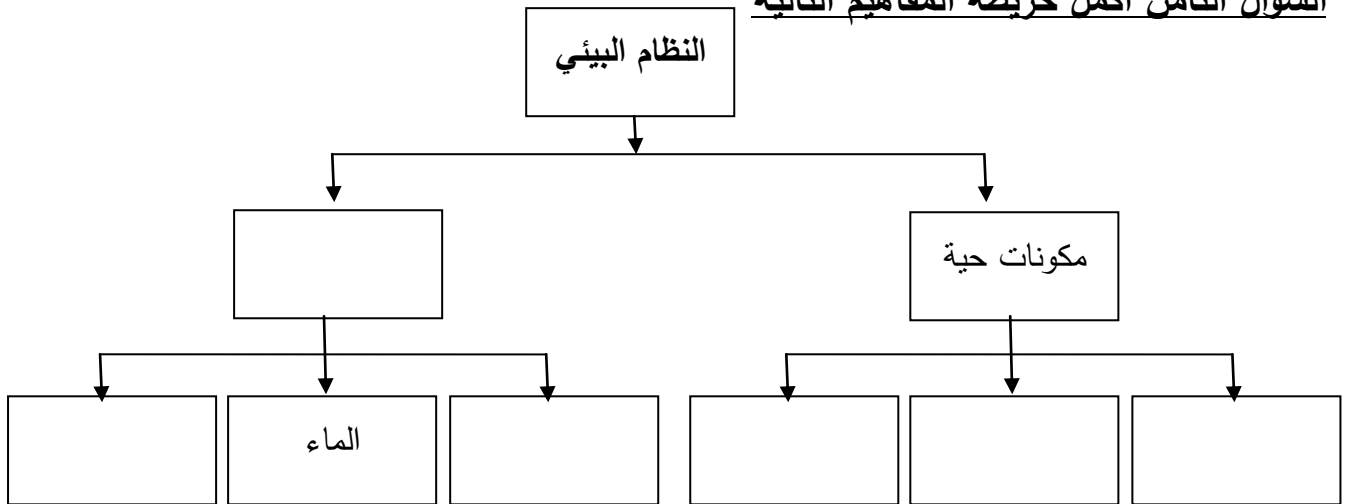 السؤال الثامن أكمل خريطة المفاهيم التالية
النظام البيئي
مكونات حية
الماء